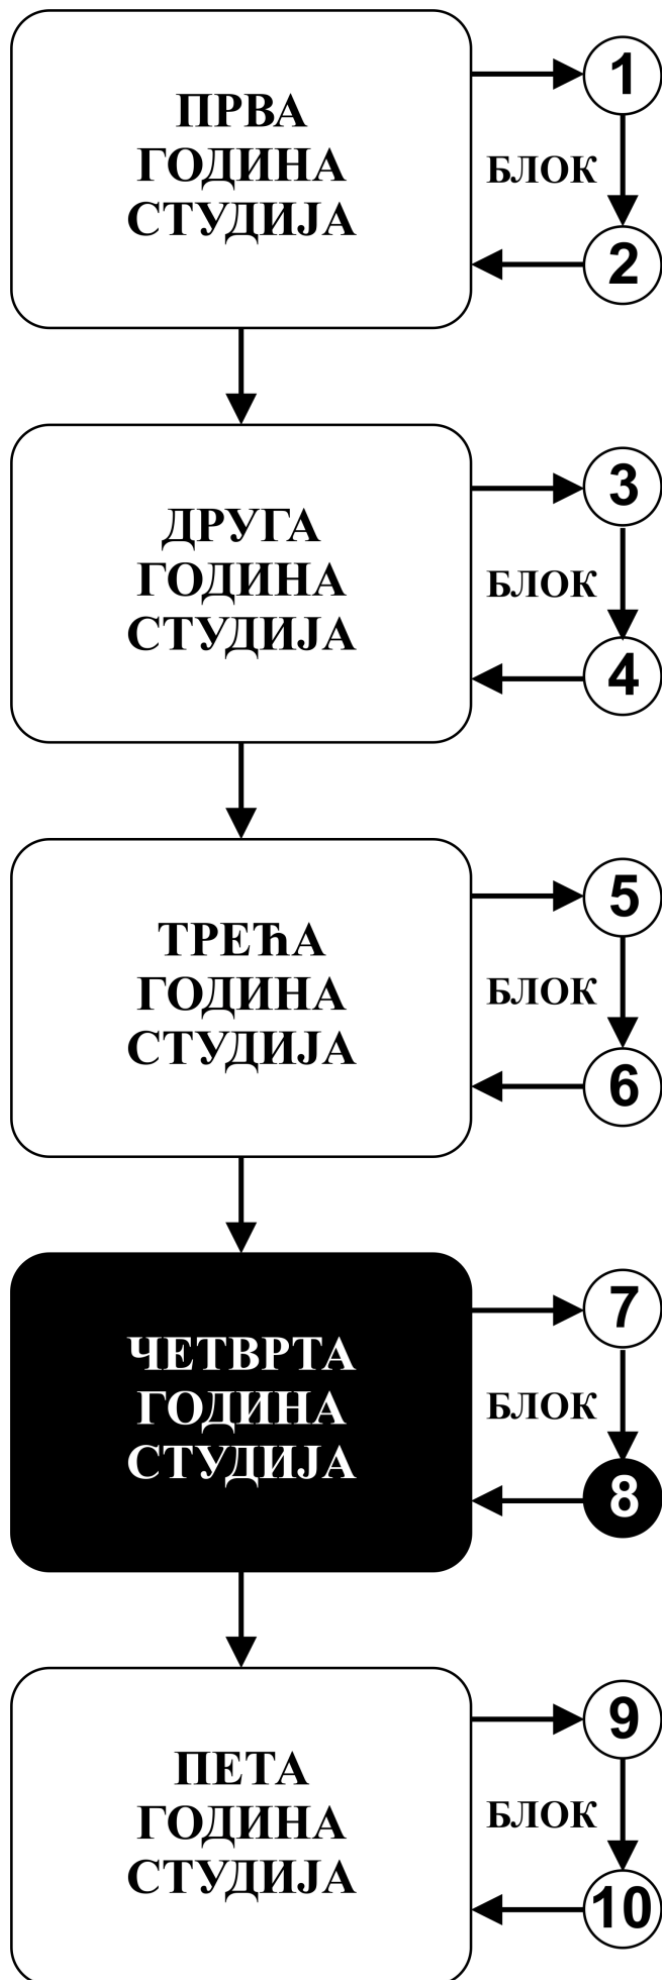 ПРВА
ГОДИНА
СТУДИЈА
1
БЛОК
2
ДРУГА
ГОДИНА
СТУДИЈА
3
БЛОК
4
ТРЕЋА
ГОДИНА
СТУДИЈА
5
БЛОК
6
ЧЕТВРТА
ГОДИНА
СТУДИЈА
7
БЛОК
8
ПЕТА
ГОДИНА
СТУДИЈА
9
БЛОК
10